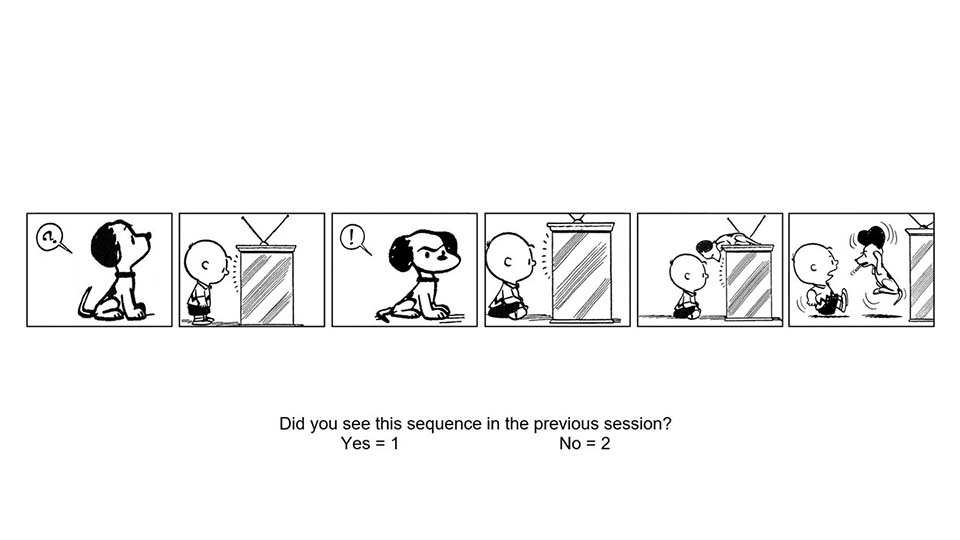 ?
!
Did you see this sequence in the previous session?
Yes = 1 No = 2